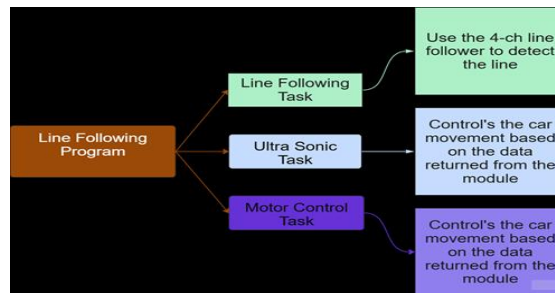 Use the 4-ch line
follower to detect
the line
Line Following
Task
Control's the car
movement based
on the data
returned from the
module
Line Following
Program
Ultra Sonic
Task
Motor Control
Task
Control's the car
movement based
on the data
returned from the
module